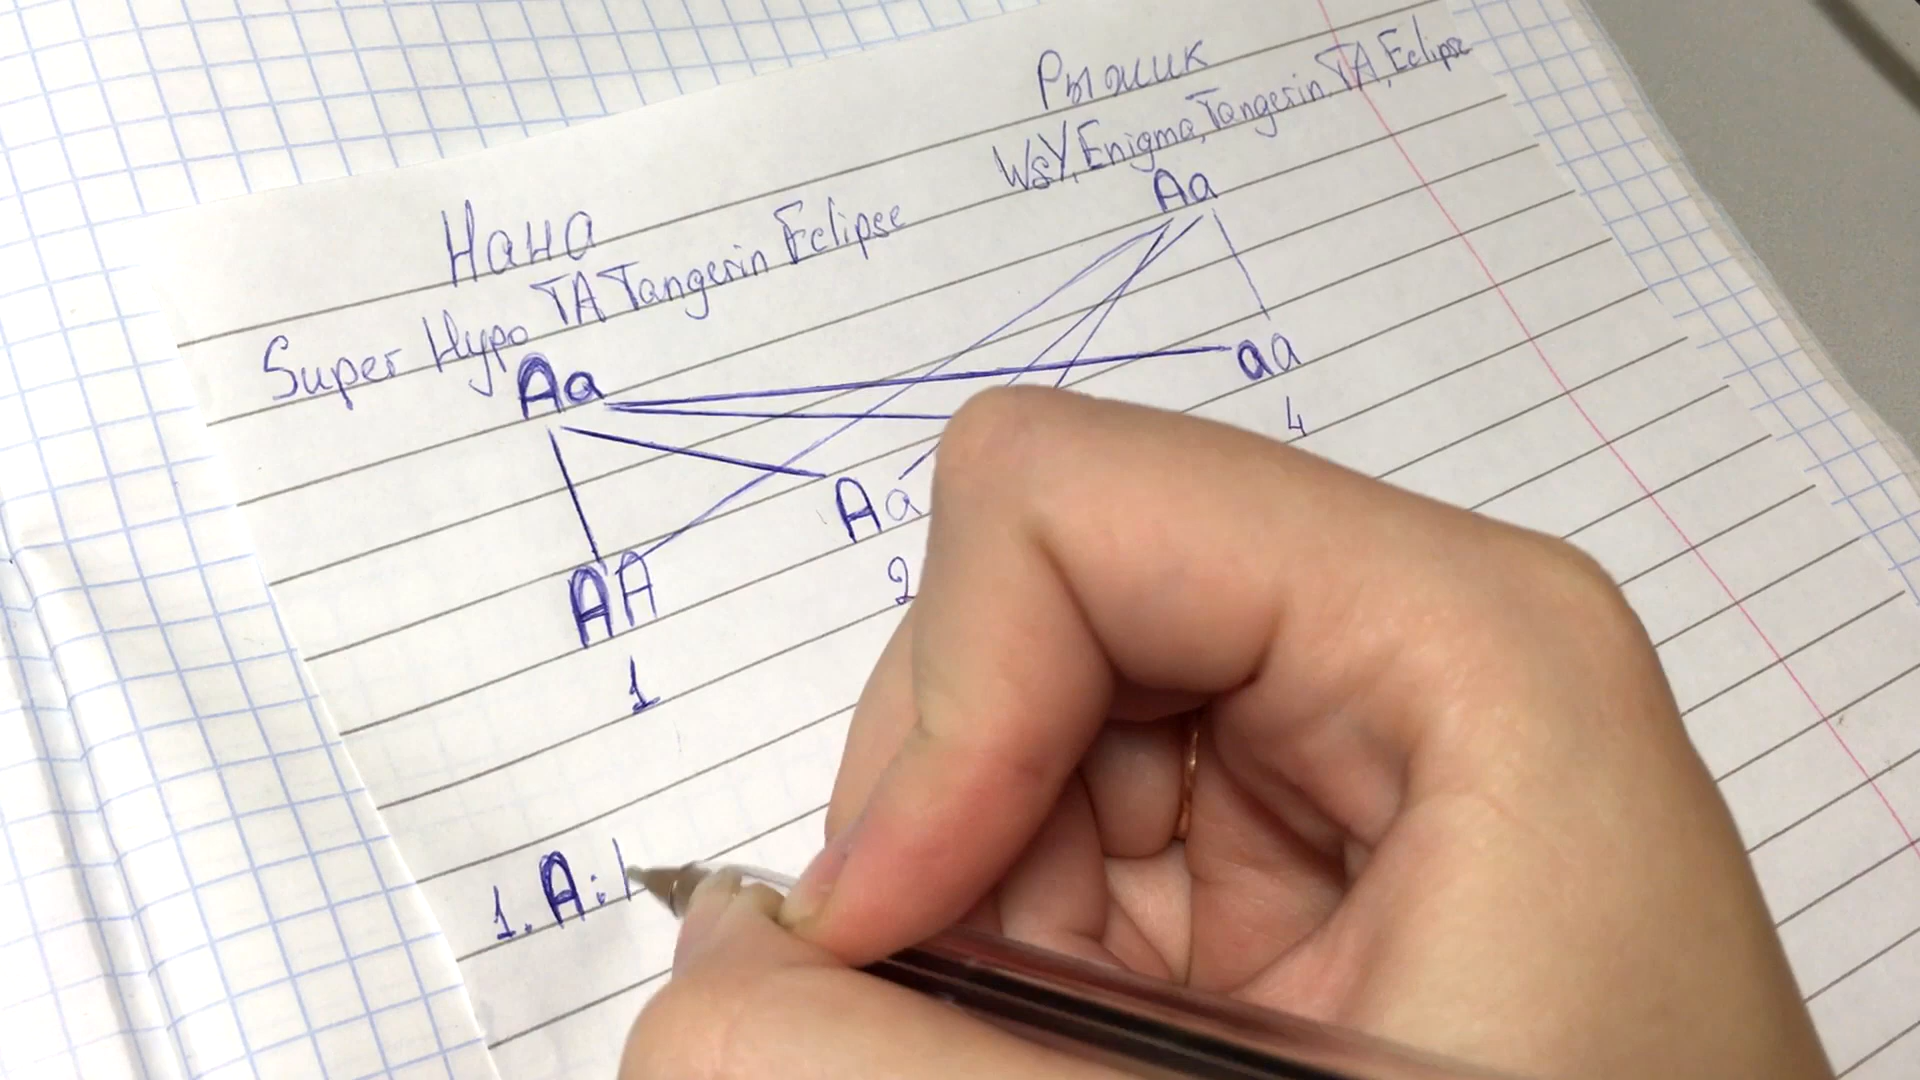 Рыжик
W&Y, Enigma, Tangerin, TA, Eclipse
Aa
Нана
Super Hypo TA Tangerin Eclipse
Aa
aa
4
Aa
2
AA
1
1. A: